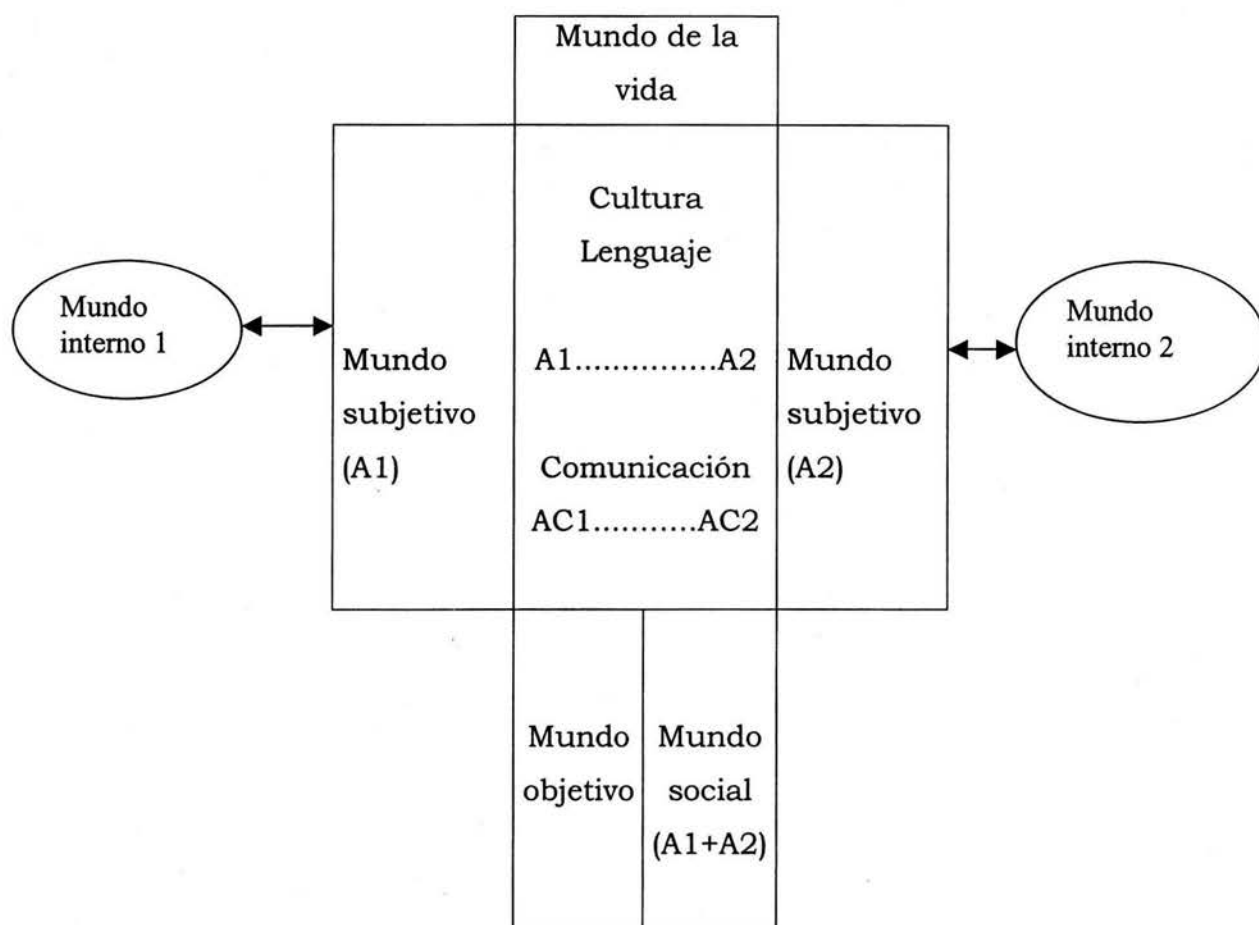 Mundo de la
vida
Cultura
Lenguaje
Mundo
interno 1
Mundo
subjetivo
(A1)
A1...............A2
Comunicación
AC1...........AC2
Mundo
subjetivo
(A2)
Mundo
interno 2
Mundo
objetivo
Mundo
social
(A1+A2)